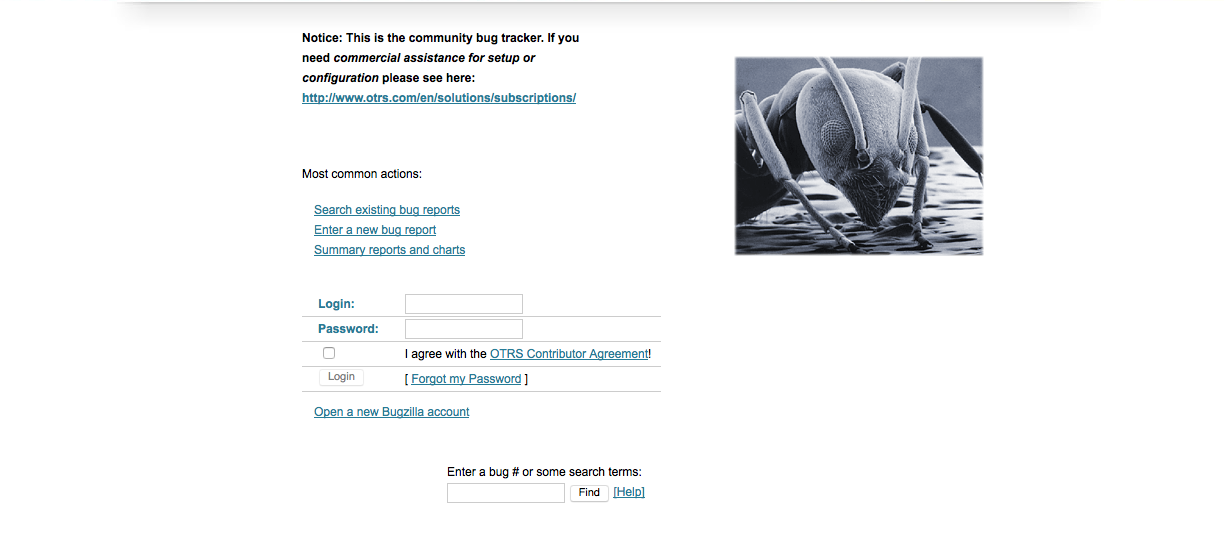 Notice: This is the community bug tracker. If you
need commercial assistance for setup or
configuration please see here:
http://www.otrs.com/en/solutions/subscriptions/
Most common actions:
Search existing bug reports
Enter a new bug report
Summary reports and charts
Login:
Password:
I agree with the OTRS Contributor Agreement!
Login [ Forgot my Password ]
Open a new Bugzilla account
Enter a bug # or some search terms:
Find [Help]